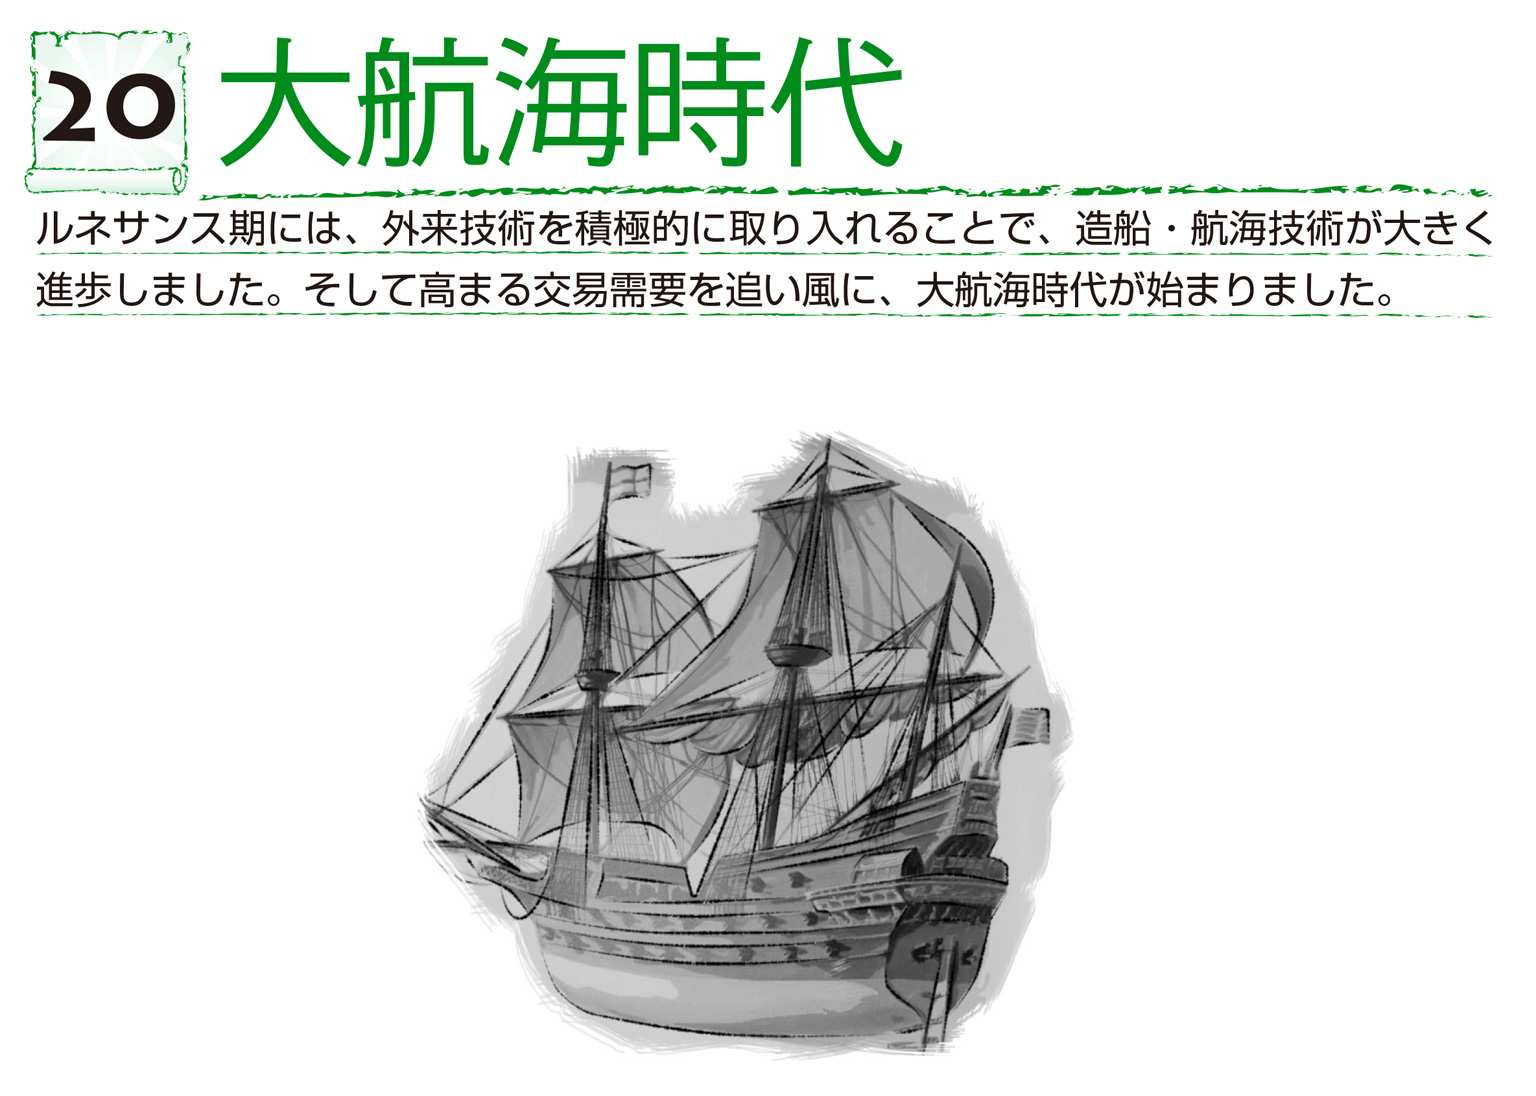 20
大航海時代
ルネサンス期には、外来技術を積極的に取り入れることで、造船・航海技術が大きく
進歩しました。そして高まる交易需要を追い風に、大航海時代が始まりました。